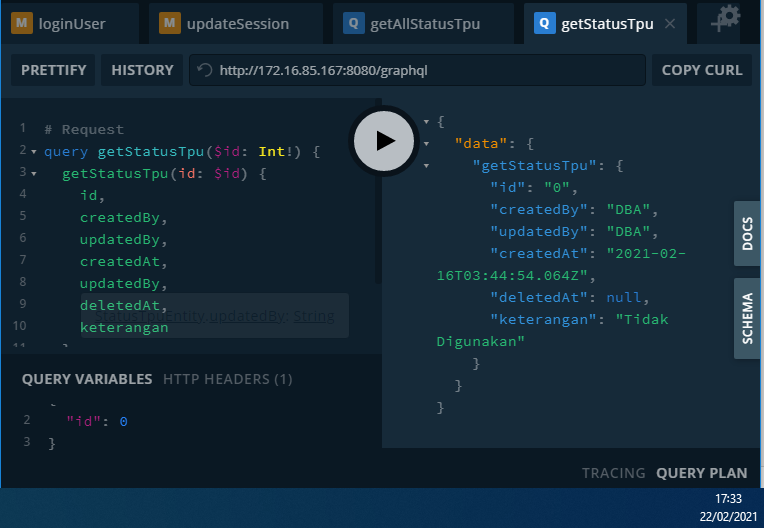 M loginUser M updateSession Q getAllStatusTpu Q getStatusTpu
PRETTIFY HISTORY http://172.16.85.167:8080/graphql COPY CURL
1 # Request
2 query getStatusTpu($id: Int!) {
3 getStatusTpu(id: $id) {
4 id,
5 createdBy,
6 updatedBy,
7 createdAt,
8 updatedBy,
9 deletedAt,
StatusTpuEntity.updatedBy: String
10 keterangan
11 }
QUERY VARIABLES HTTP HEADERS (1)
{
2 "id": 0
3 }
{
"data": {
"getStatusTpu": {
"id": "0",
"createdBy": "DBA",
"updatedBy": "DBA",
"createdAt": "2021-02-
16T03:44:54.064Z",
"deletedAt": null,
"keterangan": "Tidak
Digunakan"
}
}
}
DOCS
SCHEMA
TRACING QUERY PLAN
17:33
22/02/2021